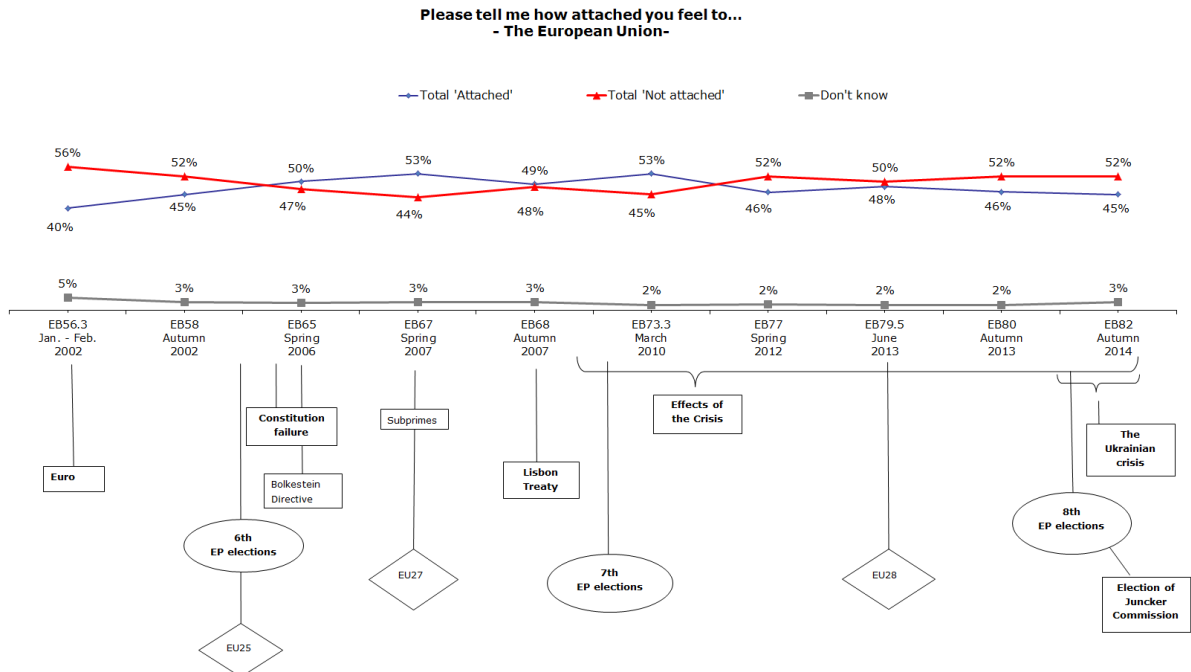 Please tell me how attached you feel to...
- The European Union-
Total 'Attached'
Total 'Not attached'
Don't know
56%
52%
50%
53%
49%
53%
52%
50%
52%
52%
40%
45%
47%
44%
48%
45%
46%
48%
46%
45%
5%
3%
3%
3%
3%
2%
2%
2%
2%
3%
EB56.3
Jan. - Feb.
2002
EB58
Autumn
2002
EB65
Spring
2006
EB67
Spring
2007
EB68
Autumn
2007
EB73.3
March
2010
EB77
Spring
2012
EB79.5
June
2013
EB80
Autumn
2013
EB82
Autumn
2014
Euro
6th
EP elections
EU25
Constitution
failure
Bolkestein
Directive
Subprimes
EU27
Lisbon
Treaty
7th
EP elections
Effects of
the Crisis
EU28
8th
EP elections
The
Ukrainian
crisis
Election of
Juncker
Commission